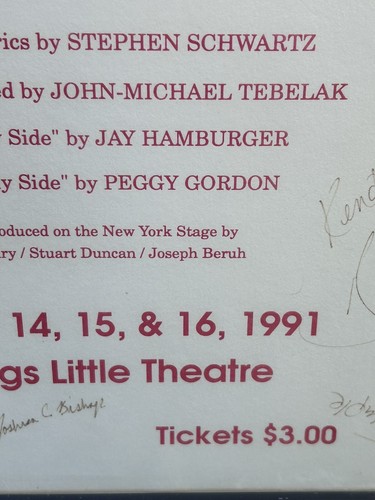 rics by STEPHEN SCHWARTZ
ed by JOHN-MICHAEL TEBELAK
Side" by JAY HAMBURGER
y Side" by PEGGY GORDON
oduced on the New York Stage by
ry / Stuart Duncan / Joseph Beruh
14, 15, & 16, 1991
gs Little Theatre
Joshua C. Bishop
Tickets $3.00